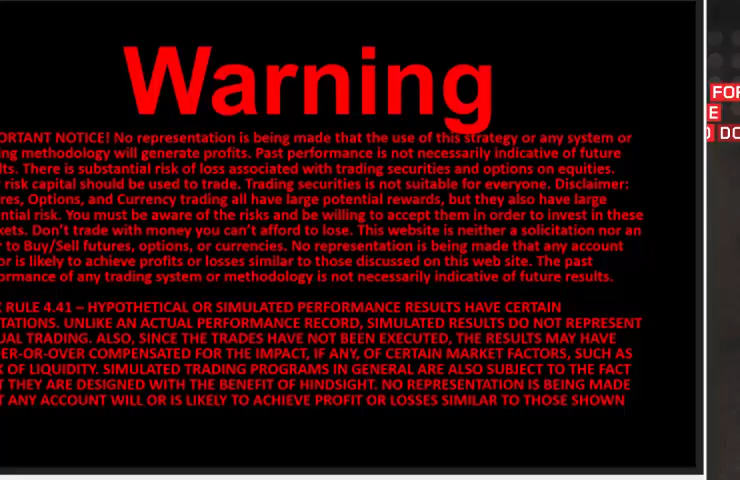 Warning
ORTANT NOTICE! No representation is being made that the use of this strategy or any system or
ing methodology will generate profits. Past performance is not necessarily indicative of future
lts. There is substantial risk of loss associated with trading securities and options on equities.
risk capital should be used to trade. Trading securities is not suitable for everyone. Disclaimer:
res, Options, and Currency trading all have large potential rewards, but they also have large
ntial risk. You must be aware of the risks and be willing to accept them in order to invest in these
kets. Don't trade with money you can't afford to lose. This website is neither a solicitation nor an
r to Buy/Sell futures, options, or currencies. No representation is being made that any account
or is likely to achieve profits or losses similar to those discussed on this web site. The past
ormance of any trading system or methodology is not necessarily indicative of future results.
C RULE 4.41 – HYPOTHETICAL OR SIMULATED PERFORMANCE RESULTS HAVE CERTAIN
TATIONS. UNLIKE AN ACTUAL PERFORMANCE RECORD, SIMULATED RESULTS DO NOT REPRESENT
UAL TRADING. ALSO, SINCE THE TRADES HAVE NOT BEEN EXECUTED, THE RESULTS MAY HAVE
ER-OR-OVER COMPENSATED FOR THE IMPACT, IF ANY, OF CERTAIN MARKET FACTORS, SUCH AS
K OF LIQUIDITY. SIMULATED TRADING PROGRAMS IN GENERAL ARE ALSO SUBJECT TO THE FACT
T THEY ARE DESIGNED WITH THE BENEFIT OF HINDSIGHT. NO REPRESENTATION IS BEING MADE
T ANY ACCOUNT WILL OR IS LIKELY TO ACHIEVE PROFIT OR LOSSES SIMILAR TO THOSE SHOWN
FOR
E
DO